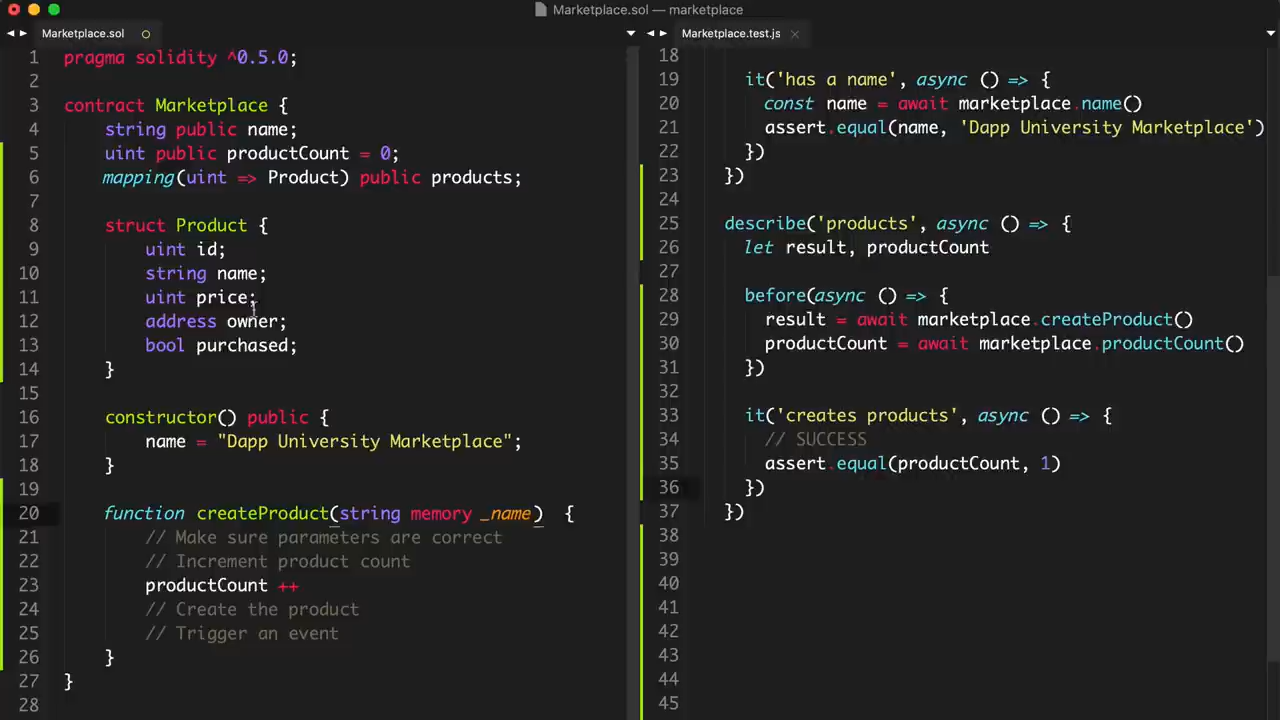 Marketplace.sol — marketplace
Marketplace.sol
1 pragma solidity ^0.5.0;
2
3 contract Marketplace {
4 string public name;
5 uint public productCount = 0;
6 mapping(uint => Product) public products;
7
8 struct Product {
9 uint id;
10 string name;
11 uint price;
12 address owner;
13 bool purchased;
14 }
15
16 constructor() public {
17 name = "Dapp University Marketplace";
18 }
19
20 function createProduct(string memory _name) {
21 // Make sure parameters are correct
22 // Increment product count
23 productCount ++
24 // Create the product
25 // Trigger an event
26 }
27 }
28
Marketplace.test.js
18
19 it('has a name', async () => {
20 const name = await marketplace.name()
21 assert.equal(name, 'Dapp University Marketplace')
22 })
23 })
24
25 describe('products', async () => {
26 let result, productCount
27
28 before(async () => {
29 result = await marketplace.createProduct()
30 productCount = await marketplace.productCount()
31 })
32
33 it('creates products', async () => {
34 // SUCCESS
35 assert.equal(productCount, 1)
36 })
37 })
38
39
40
41
42
43
44
45